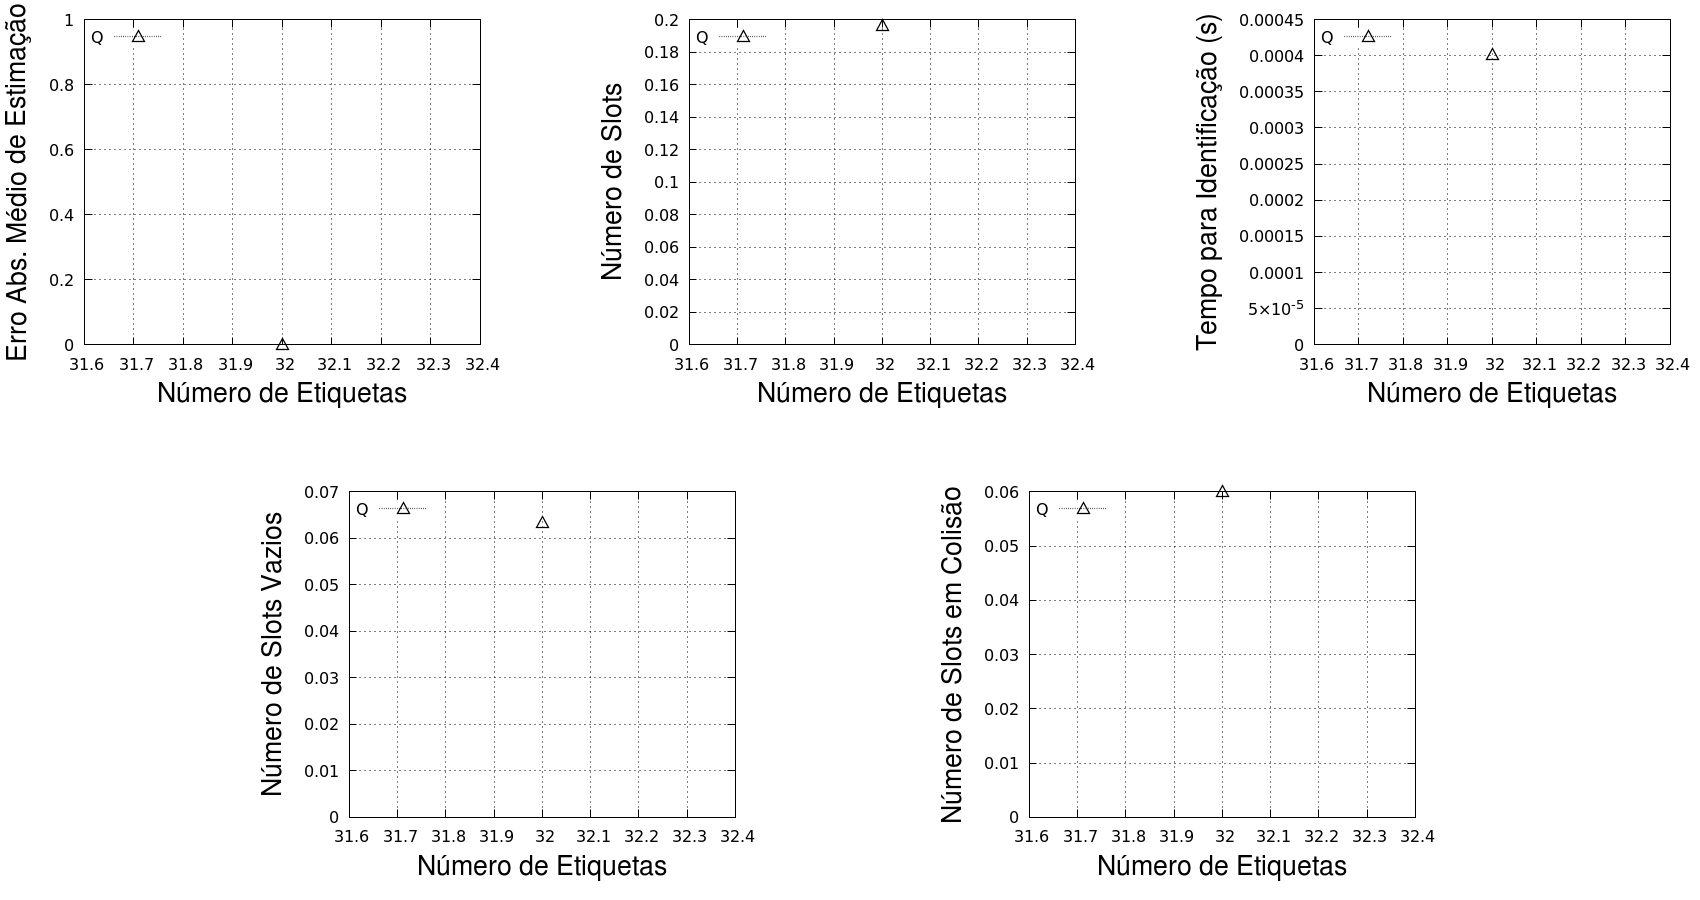 Erro Abs. Médio de Estimação
1
0.8
0.6
0.4
0.2
0
Q
31.6 31.7 31.8 31.9 32 32.1 32.2 32.3 32.4
Número de Etiquetas
Número de Slots
0.2
0.18
0.16
0.14
0.12
0.1
0.08
0.06
0.04
0.02
0
Q
31.6 31.7 31.8 31.9 32 32.1 32.2 32.3 32.4
Número de Etiquetas
Tempo para Identificação (s)
0.00045
0.0004
0.00035
0.0003
0.00025
0.0002
0.00015
0.0001
5×10⁻⁵
0
Q
31.6 31.7 31.8 31.9 32 32.1 32.2 32.3 32.4
Número de Etiquetas
Número de Slots Vazios
0.07
0.06
0.05
0.04
0.03
0.02
0.01
0
Q
31.6 31.7 31.8 31.9 32 32.1 32.2 32.3 32.4
Número de Etiquetas
Número de Slots em Colisão
0.06
0.05
0.04
0.03
0.02
0.01
0
Q
31.6 31.7 31.8 31.9 32 32.1 32.2 32.3 32.4
Número de Etiquetas